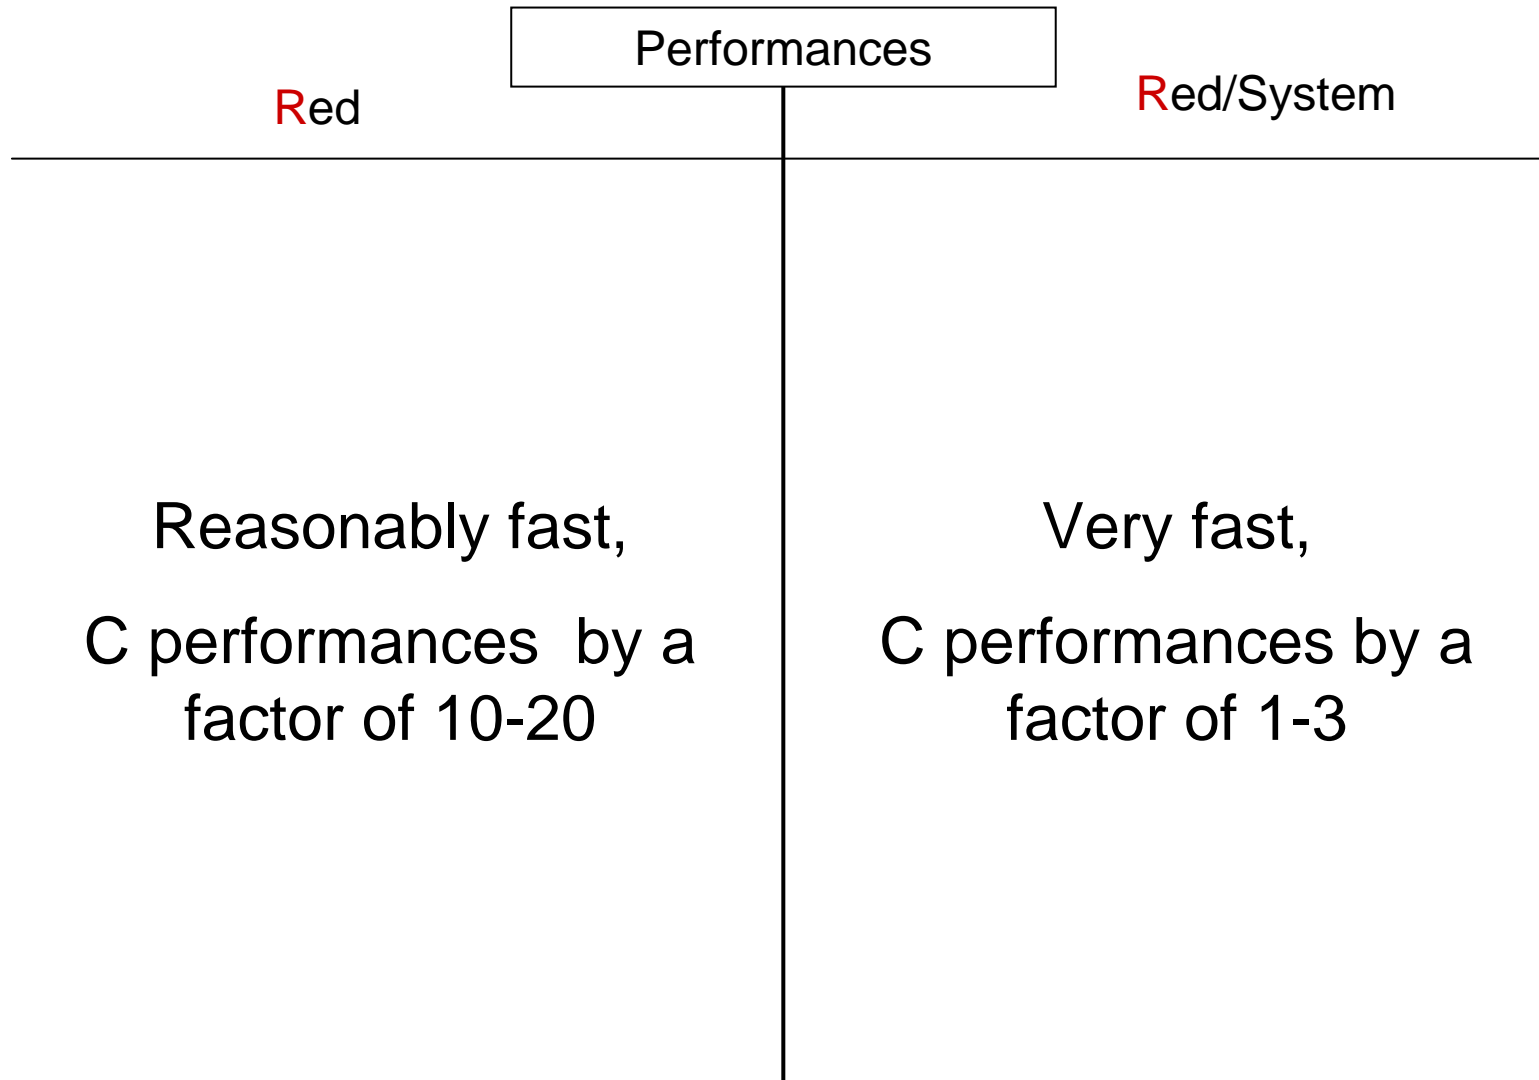 Performances
Red
Red/System
Reasonably fast,
C performances  by a
factor of 10-20
Very fast,
C performances by a
factor of 1-3